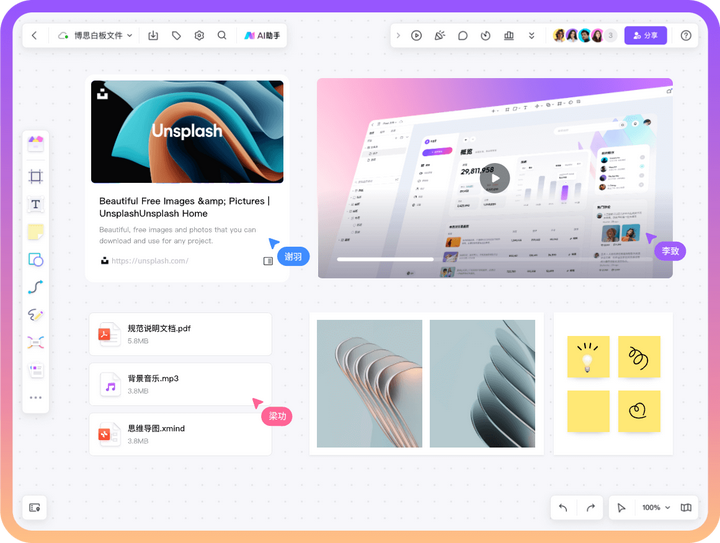 博思白板文件
AI助手
3
分享
Unsplash
Beautiful Free Images &amp; Pictures |
UnsplashUnsplash Home
Beautiful, free images and photos that you can
download and use for any project.
https://unsplash.com/
谢羽
概览
29,811,958
李致
T
规范说明文档.pdf
5.8MB
背景音乐.mp3
3.8MB
梁功
思维导图.xmind
3.8MB
100%